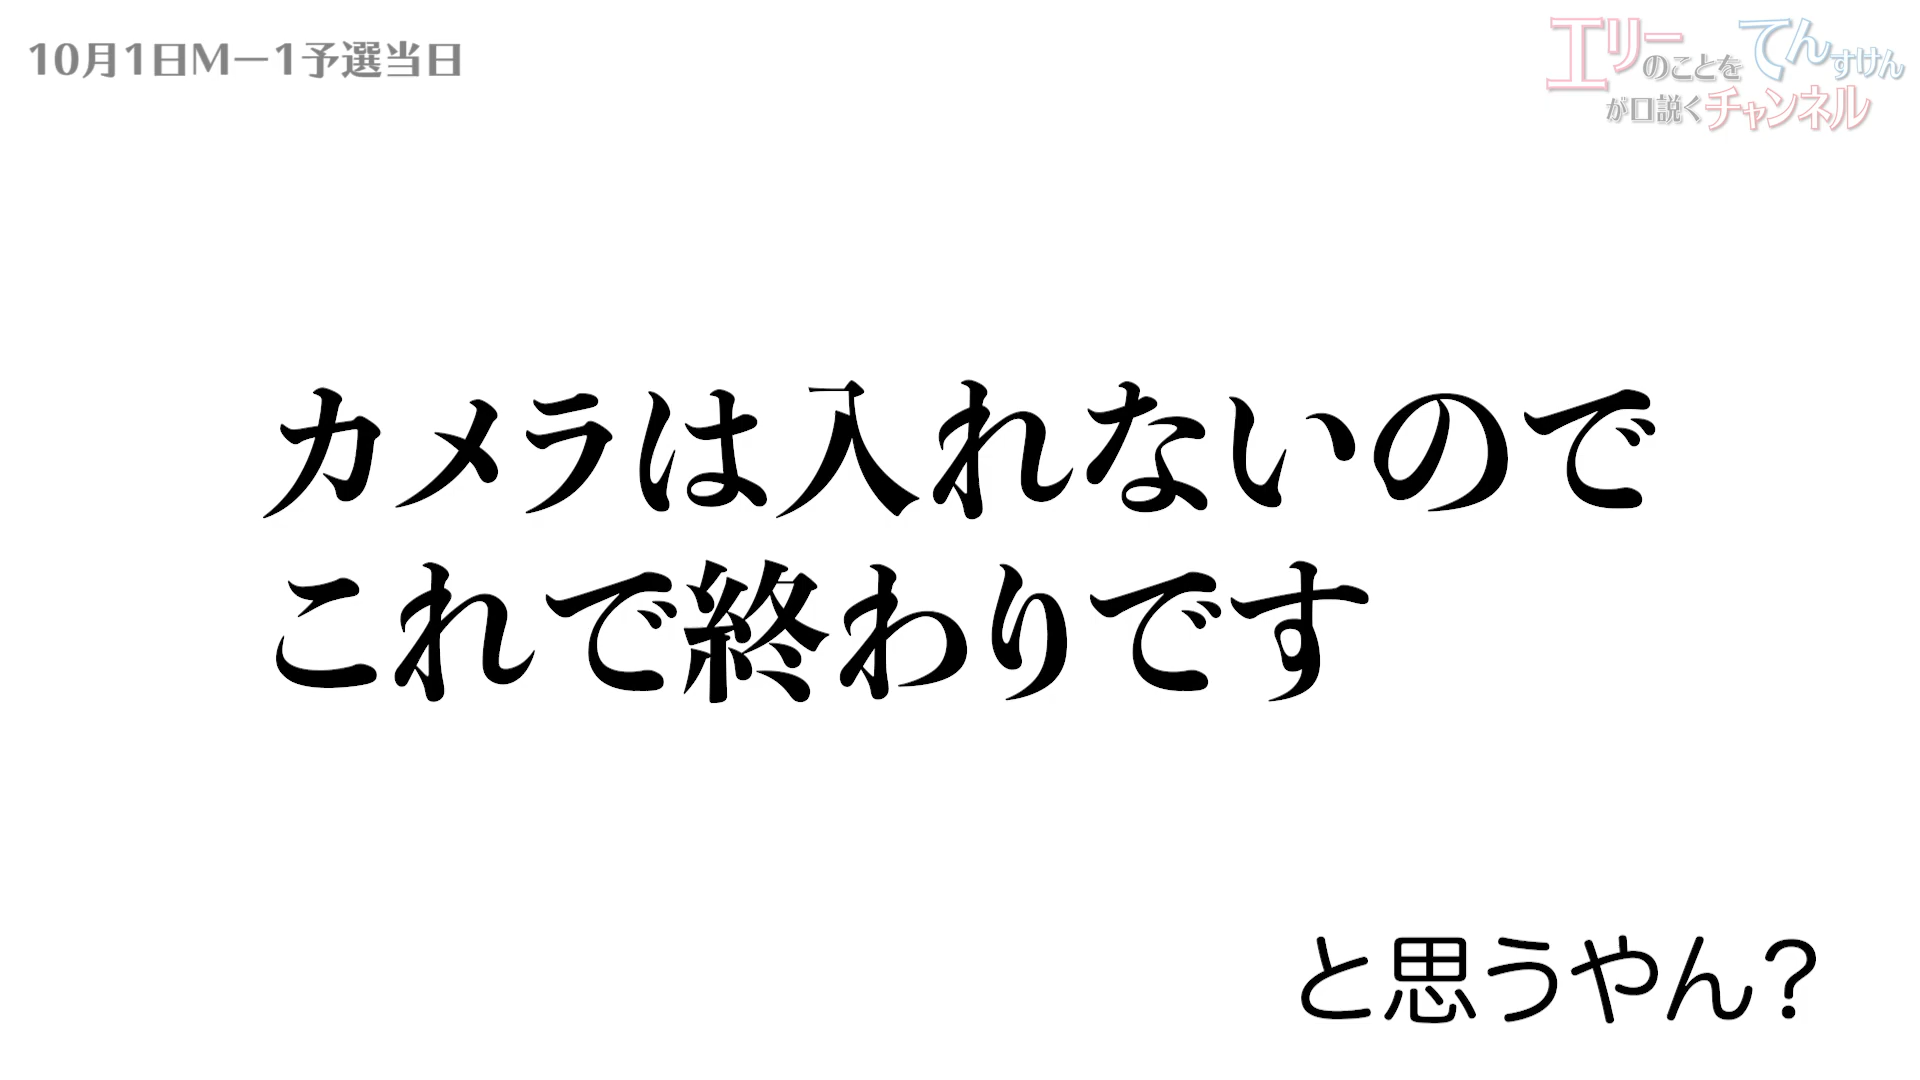 10月1日M－1予選当日
エリーのことをてんすけん
が口説くチャンネル
カメラは入れないので
これで終わりです
と思うやん？